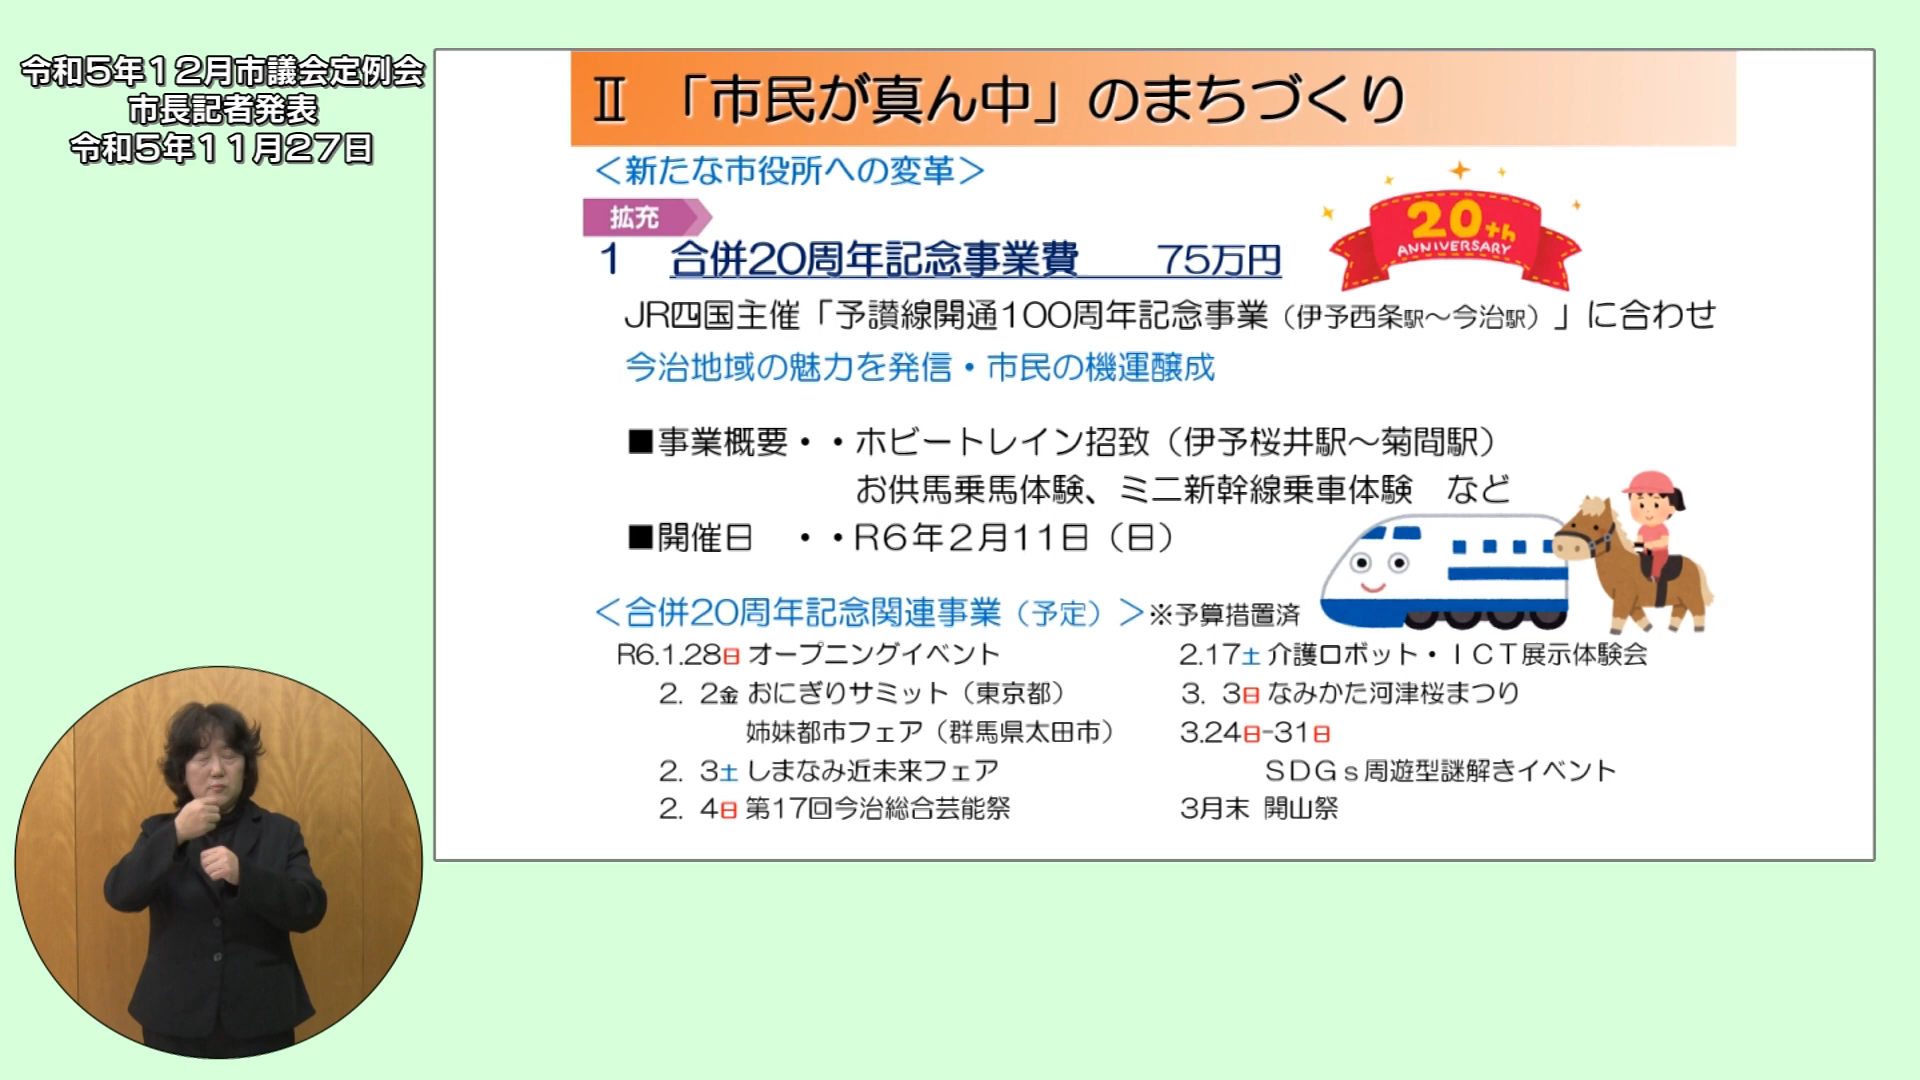 令和５年１２月市議会定例会
市長記者発表
令和５年１１月２７日
Ⅱ　「市民が真ん中」のまちづくり
＜新たな市役所への変革＞
拡充
１　合併20周年記念事業費　　75万円
20th
ANNIVERSARY
JR四国主催「予讃線開通100周年記念事業（伊予西条駅～今治駅）」に合わせ
今治地域の魅力を発信・市民の機運醸成
■事業概要・・ホビートレイン招致（伊予桜井駅～菊間駅）
お供馬乗馬体験、ミニ新幹線乗車体験　など
■開催日　・・R６年２月11日（日）
＜合併20周年記念関連事業（予定）＞※予算措置済
R6.1.28日 オープニングイベント
2. 2金 おにぎりサミット（東京都）
姉妹都市フェア（群馬県太田市）
2. 3土 しまなみ近未来フェア
2. 4日 第17回今治総合芸能祭
2.17土 介護ロボット・ＩＣＴ展示体験会
3. 3日 なみかた河津桜まつり
3.24日-31日
ＳＤＧｓ周遊型謎解きイベント
3月末 開山祭